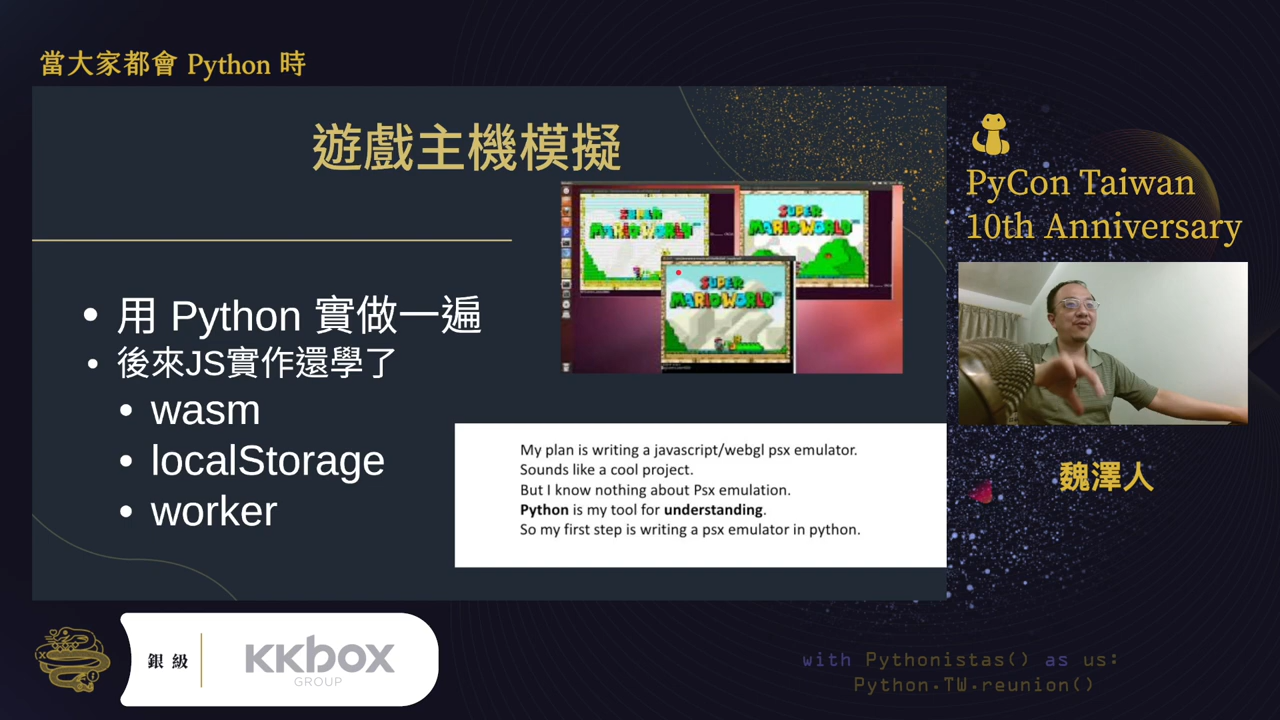 當大家都會 Python 時
遊戲主機模擬
SUPER
MARIO WORLD
SUPER
MARIO WORLD
SUPER
MARIO WORLD
• 用 Python 實做一遍
• 後來JS實作還學了
• wasm
• localStorage
• worker
My plan is writing a javascript/webgl psx emulator.
Sounds like a cool project.
But I know nothing about Psx emulation.
Python is my tool for understanding.
So my first step is writing a psx emulator in python.
PyCon Taiwan
10th Anniversary
魏澤人
銀級
KKBOX
GROUP
with Pythonistas() as us:
Python.TW.reunion()